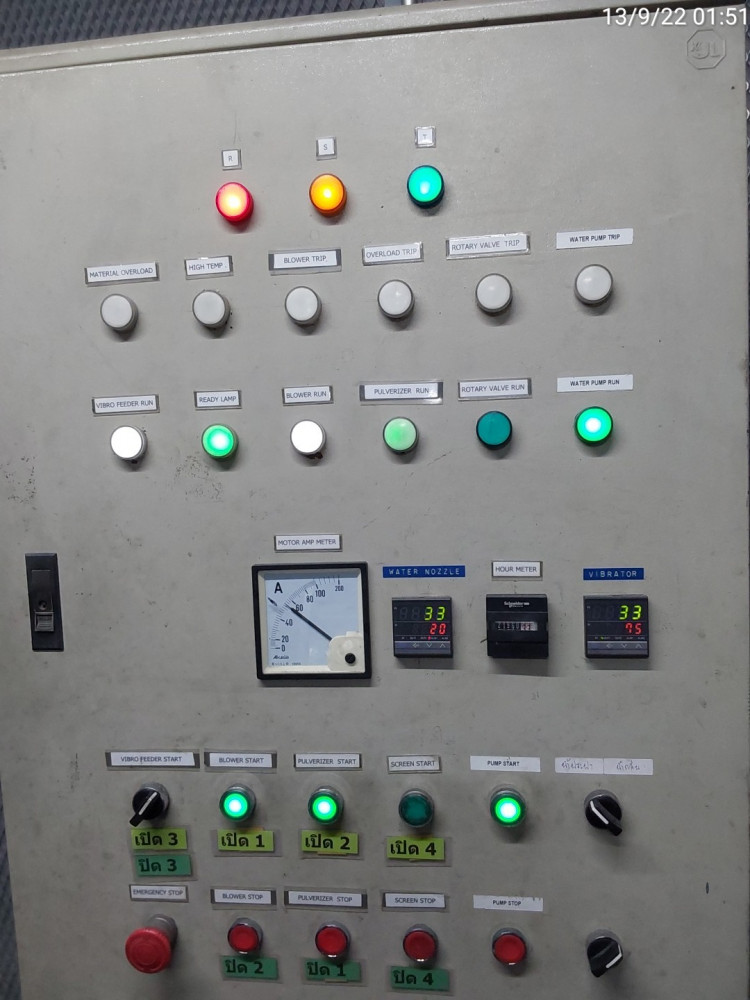 13/9/22 01:51
R
S
T
MATERIAL OVERLOAD
HIGH TEMP
BLOWER TRIP
OVERLOAD TRIP
ROTARY VALVE TRIP
WATER PUMP TRIP
VIBRO FEEDER RUN
READY LAMP
BLOWER RUN
PULVERIZER RUN
ROTARY VALVE RUN
WATER PUMP RUN
MOTOR AMP METER
WATER NOZZLE
HOUR METER
VIBRATOR
A
0
20
40
60
80
100
200
33
20
Schneider
33
75
VIBRO FEEDER START
BLOWER START
PULVERIZER START
SCREEN START
PUMP START
เปิด 3
เปิด 1
เปิด 2
เปิด 4
ปิด 3
EMERGENCY STOP
BLOWER STOP
PULVERIZER STOP
SCREEN STOP
PUMP STOP
ปิด 2
ปิด 1
ปิด 4